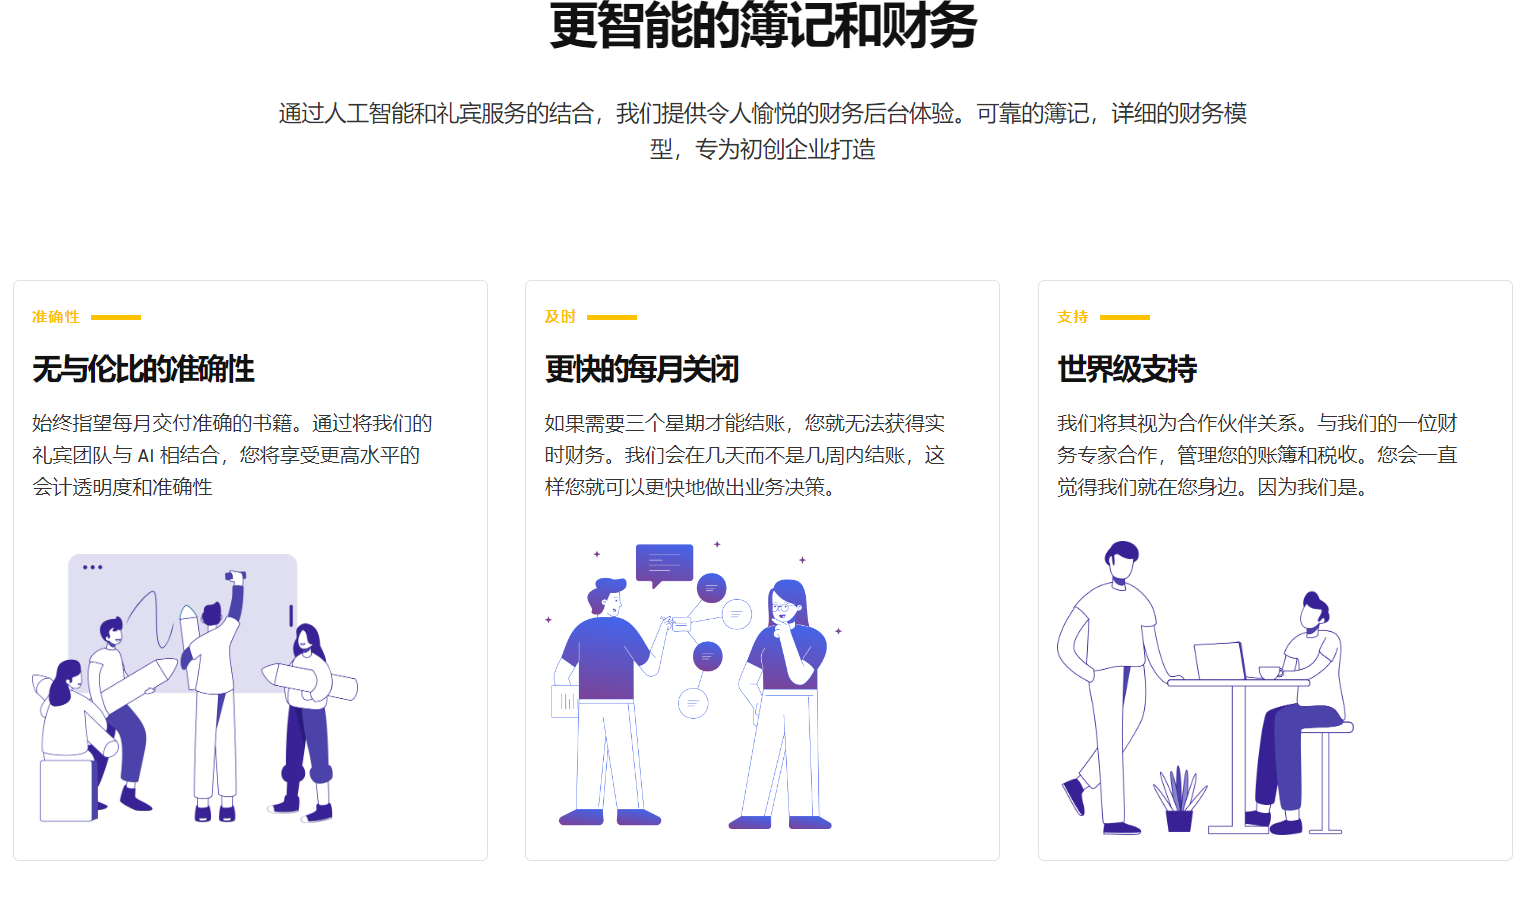 更智能的簿记和财务
通过人工智能和礼宾服务的结合，我们提供令人愉悦的财务后台体验。可靠的簿记，详细的财务模
型，专为初创企业打造
准确性
无与伦比的准确性
始终指望每月交付准确的书籍。通过将我们的
礼宾团队与 AI 相结合，您将享受更高水平的
会计透明度和准确性
及时
更快的每月关闭
如果需要三个星期才能结账，您就无法获得实
时财务。我们会在几天而不是几周内结账，这
样您就可以更快地做出业务决策。
支持
世界级支持
我们将其视为合作伙伴关系。与我们的一位财
务专家合作，管理您的账簿和税收。您会一直
觉得我们就在您身边。因为我们是。